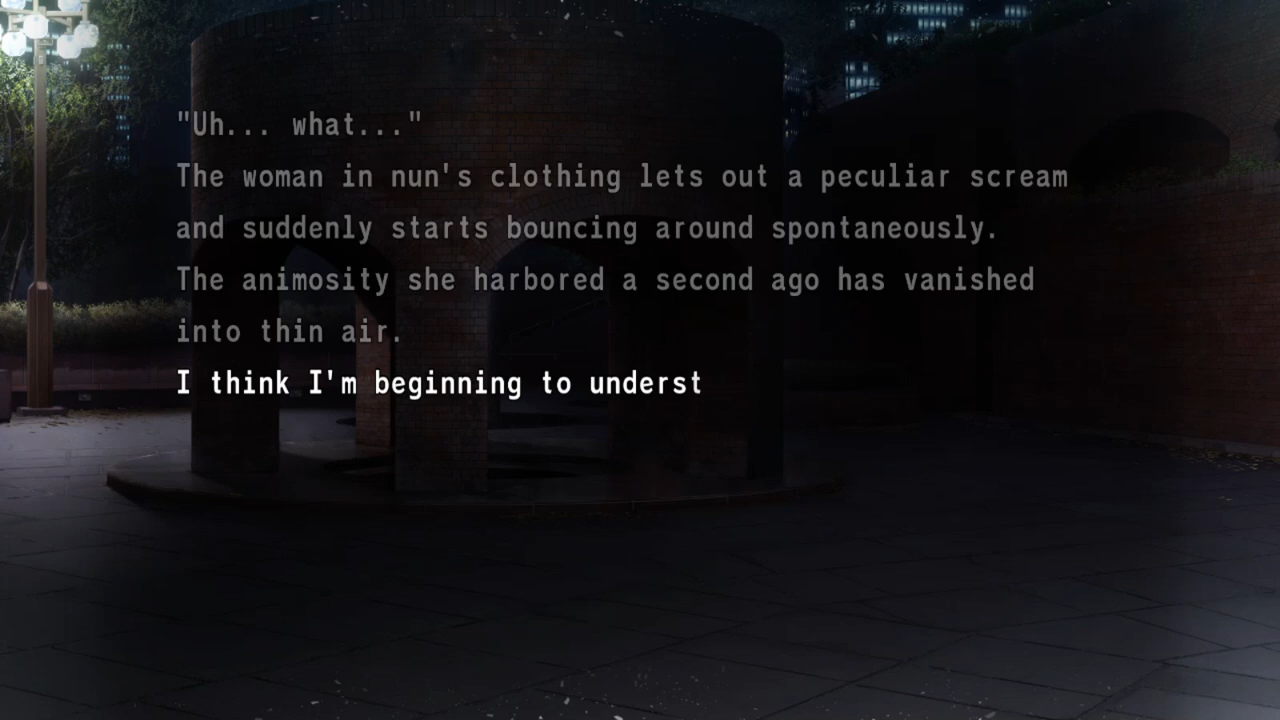 "Uh... what..."
The woman in nun's clothing lets out a peculiar scream
and suddenly starts bouncing around spontaneously.
The animosity she harbored a second ago has vanished
into thin air.
I think I'm beginning to underst